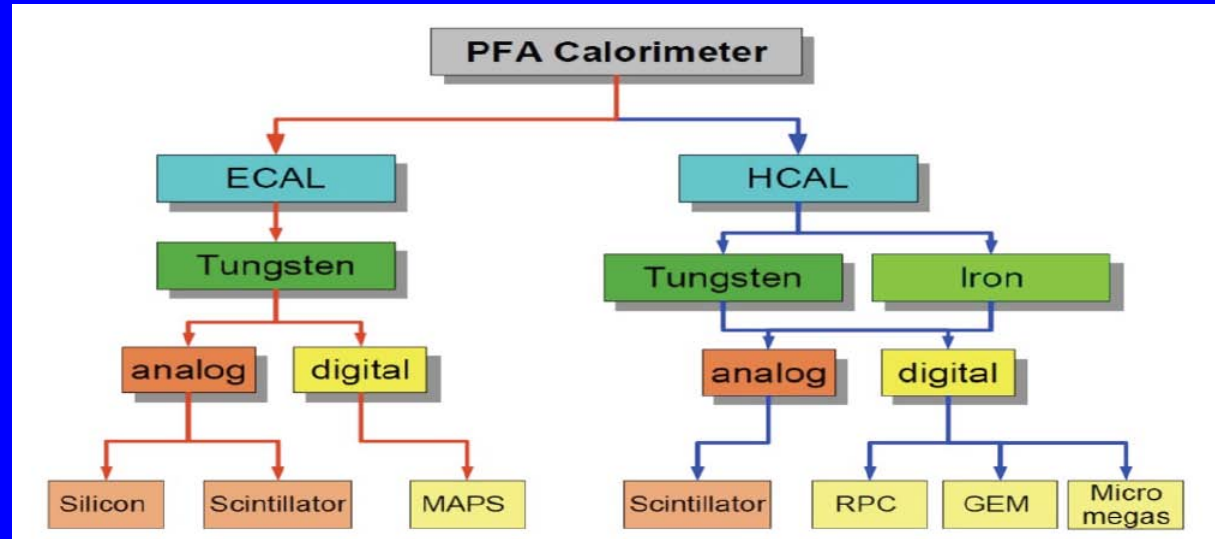 PFA Calorimeter
ECAL
HCAL
Tungsten
Tungsten
Iron
analog
digital
analog
digital
Silicon
Scintillator
MAPS
Scintillator
RPC
GEM
Micro
megas